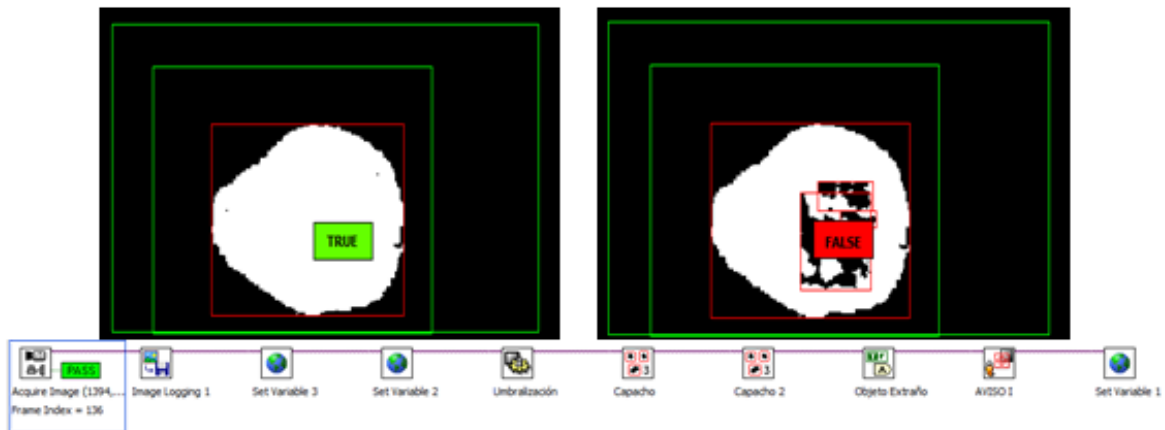 TRUE
FALSE
PASS
Acquire Image (1394,...
Image Logging 1
Set Variable 3
Set Variable 2
Umbralización
Capacho
Capacho 2
Objeto Extraño
AVISO I
Set Variable 1
Frame Index = 136